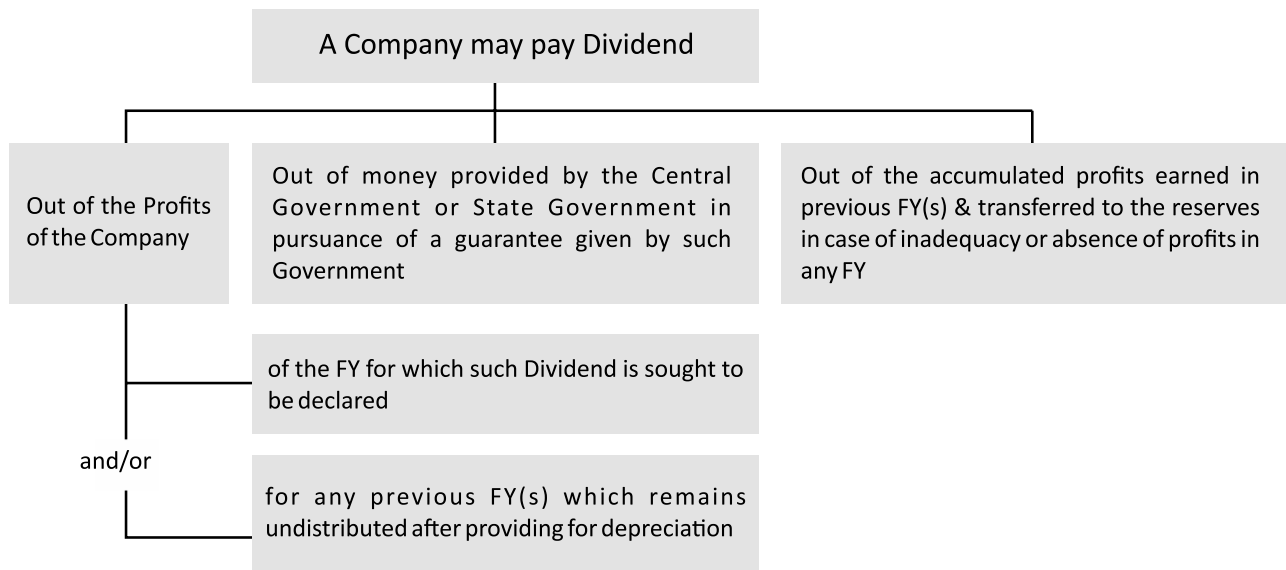 A Company may pay Dividend
Out of the Profits
of the Company
Out of money provided by the Central
Government or State Government in
pursuance of a guarantee given by such
Government
Out of the accumulated profits earned in
previous FY(s) & transferred to the reserves
in case of inadequacy or absence of profits in
any FY
of the FY for which such Dividend is sought to
be declared
and/or
for any previous FY(s) which remains
undistributed after providing for depreciation